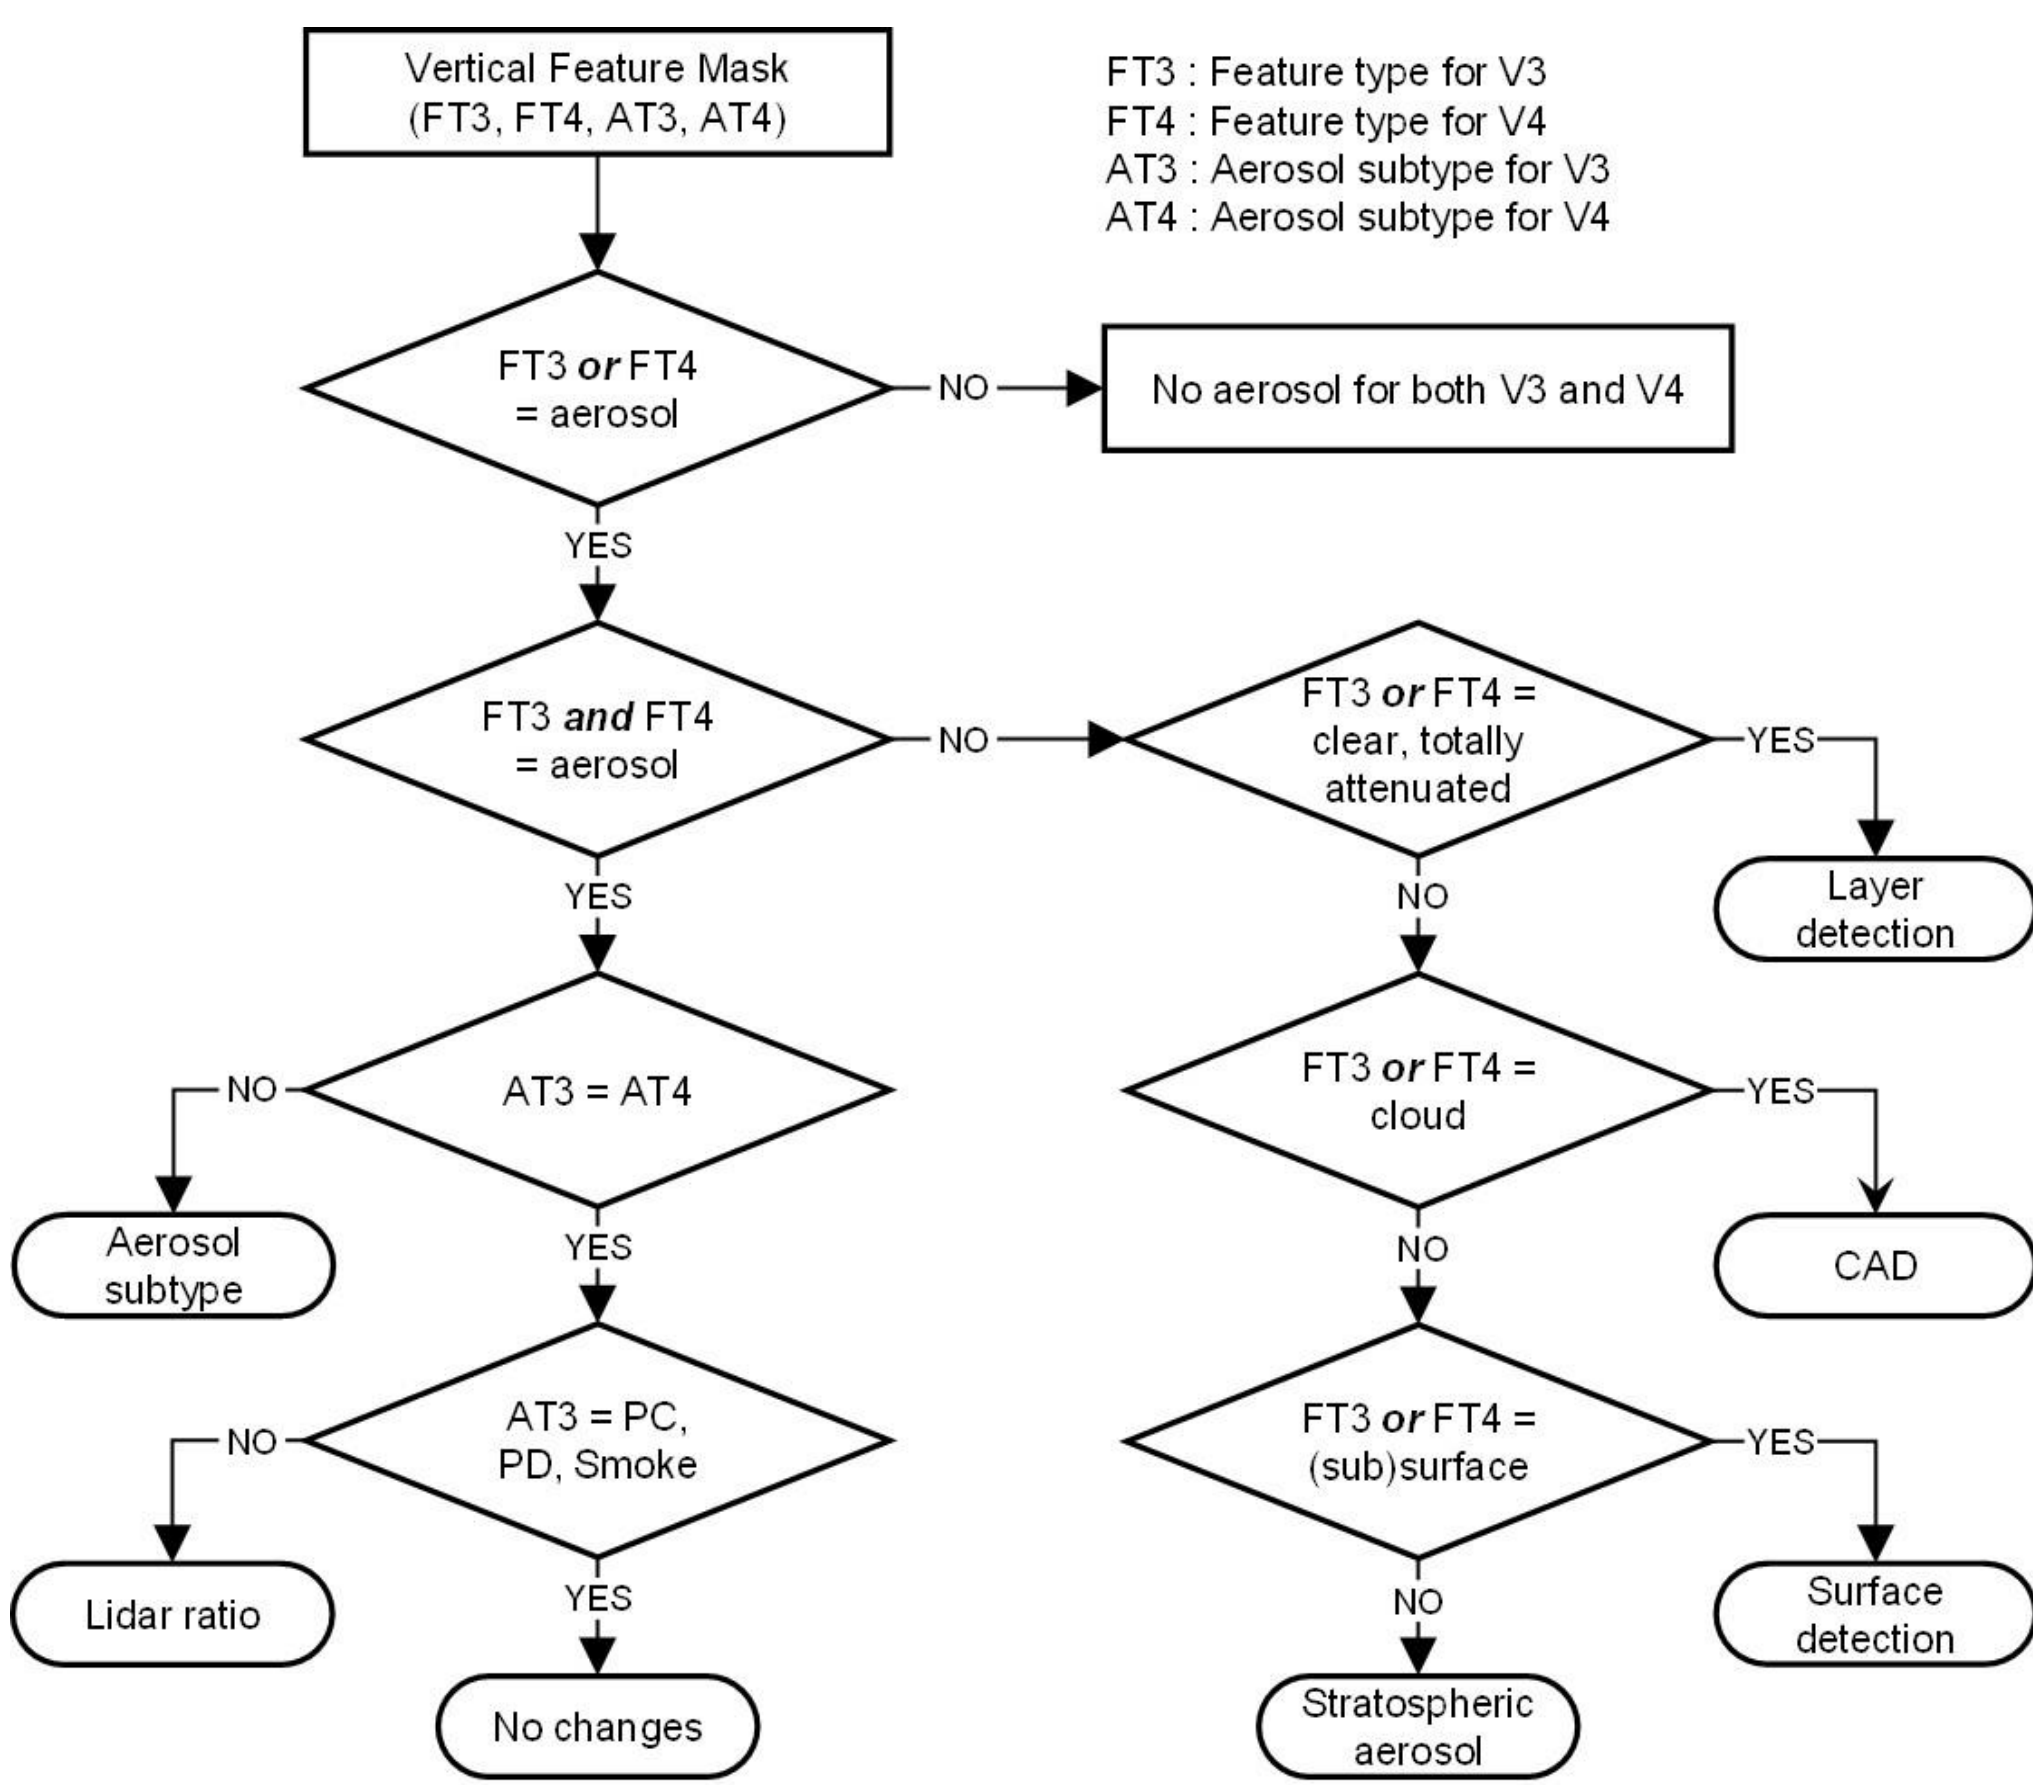 Vertical Feature Mask
(FT3, FT4, AT3, AT4)
FT3 : Feature type for V3
FT4 : Feature type for V4
AT3 : Aerosol subtype for V3
AT4 : Aerosol subtype for V4
FT3 or FT4
= aerosol
NO
No aerosol for both V3 and V4
YES
FT3 and FT4
= aerosol
NO
FT3 or FT4 =
clear, totally
attenuated
YES
Layer
detection
YES
NO
AT3 = AT4
NO
Aerosol
subtype
FT3 or FT4 =
cloud
YES
CAD
YES
NO
AT3 = PC,
PD, Smoke
NO
Lidar ratio
FT3 or FT4 =
(sub)surface
YES
Surface
detection
YES
No changes
NO
Stratospheric
aerosol